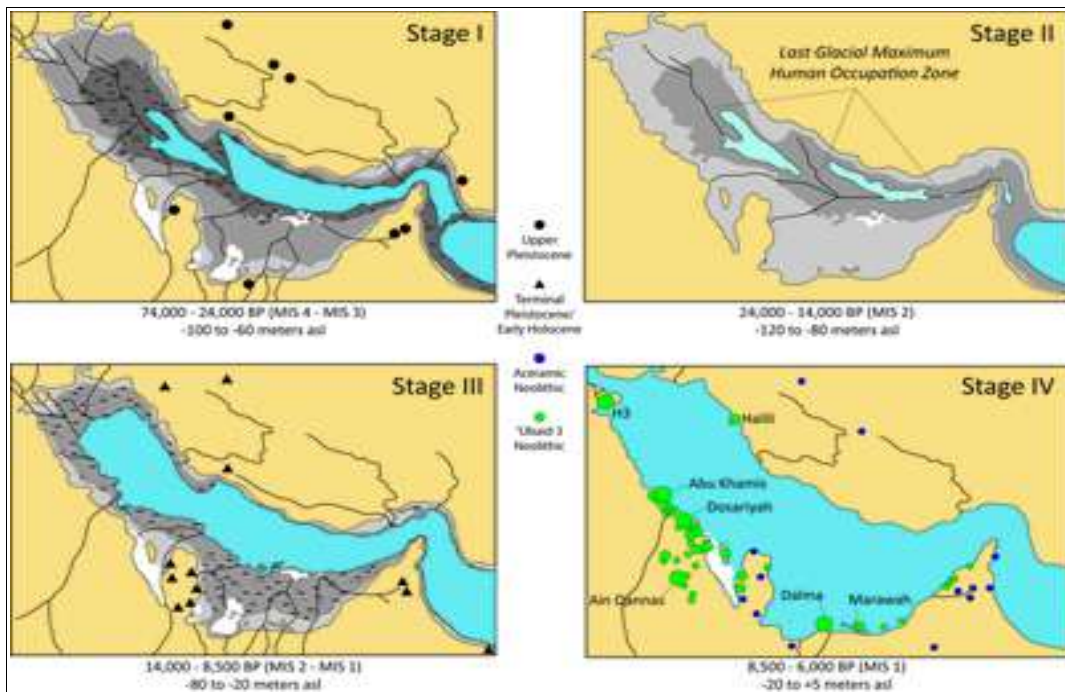 Stage I
Stage II
Last Glacial Maximum
Human Occupation Zone
74,000 - 24,000 BP (MIS 4 - MIS 3)
-100 to -60 meters asl
24,000 - 14,000 BP (MIS 2)
-120 to -80 meters asl
Upper
Pleistocene
Terminal
Pleistocene/
Early Holocene
Aceramic
Neolithic
'Ubaid 3
Neolithic
Stage III
Stage IV
H3
Halili
Abu Khamis
Dosariyah
Ain Qannas
Dalma
Marawah
14,000 - 8,500 BP (MIS 2 - MIS 1)
-80 to -20 meters asl
8,500 - 6,000 BP (MIS 1)
-20 to +5 meters asl